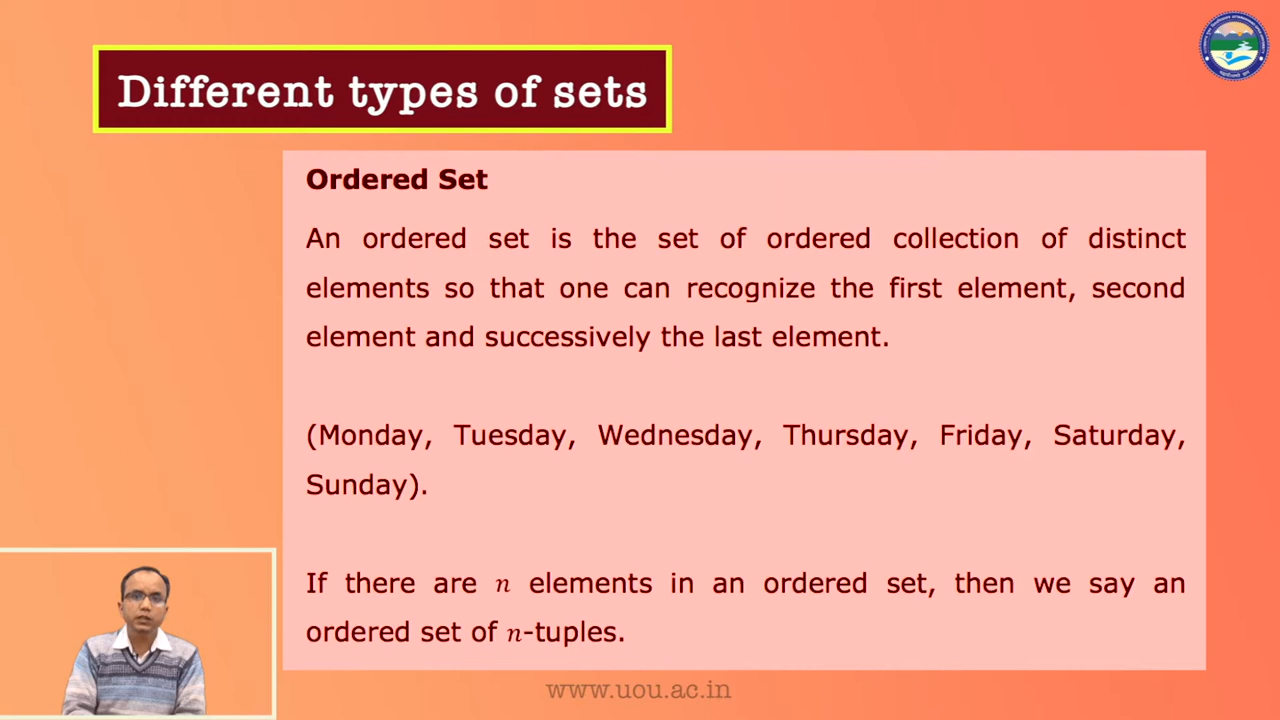 Different types of sets
Ordered Set
An ordered set is the set of ordered collection of distinct
elements so that one can recognize the first element, second
element and successively the last element.
(Monday, Tuesday, Wednesday, Thursday, Friday, Saturday,
Sunday).
If there are n elements in an ordered set, then we say an
ordered set of n-tuples.
www.uou.ac.in